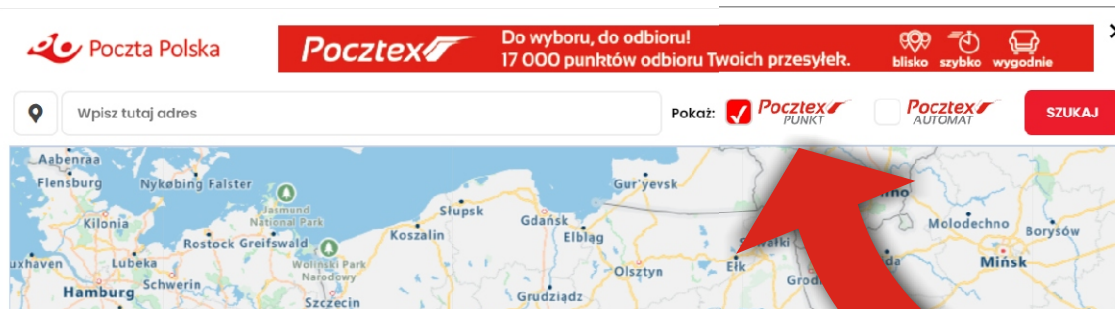 Poczta Polska
Pocztex
Do wyboru, do odbioru!
17 000 punktów odbioru Twoich przesyłek.
blisko szybko wygodnie
Wpisz tutaj adres
Pokaż:
Pocztex
PUNKT
Pocztex
AUTOMAT
SZUKAJ
Aabenraa
Flensburg
Nykøbing Falster
Gur'yevsk
Kilonia
Jasmund
National Park
Słupsk
Gdańsk
Mołodechno
Borysów
Rostock
Greifswald
Koszalin
Elbląg
uxhaven
Lubeka
Woliński Park
Narodowy
Olsztyn
Ełk
Mińsk
Hamburg
Schwerin
Szczecin
Grudziądz